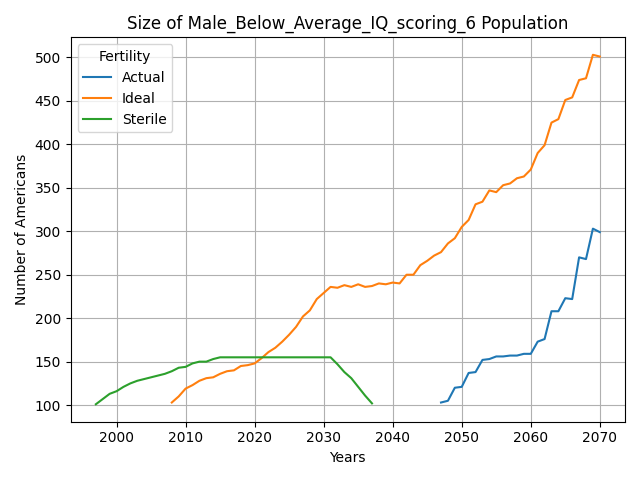 Size of Male_Below_Average_IQ_scoring_6 Population
Fertility
Actual
Ideal
Sterile
Number of Americans
500
450
400
350
300
250
200
150
100
2000 2010 2020 2030 2040 2050 2060 2070
Years